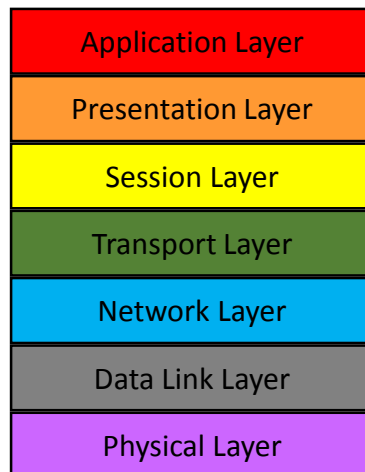 Application Layer
Presentation Layer
Session Layer
Transport Layer
Network Layer
Data Link Layer
Physical Layer